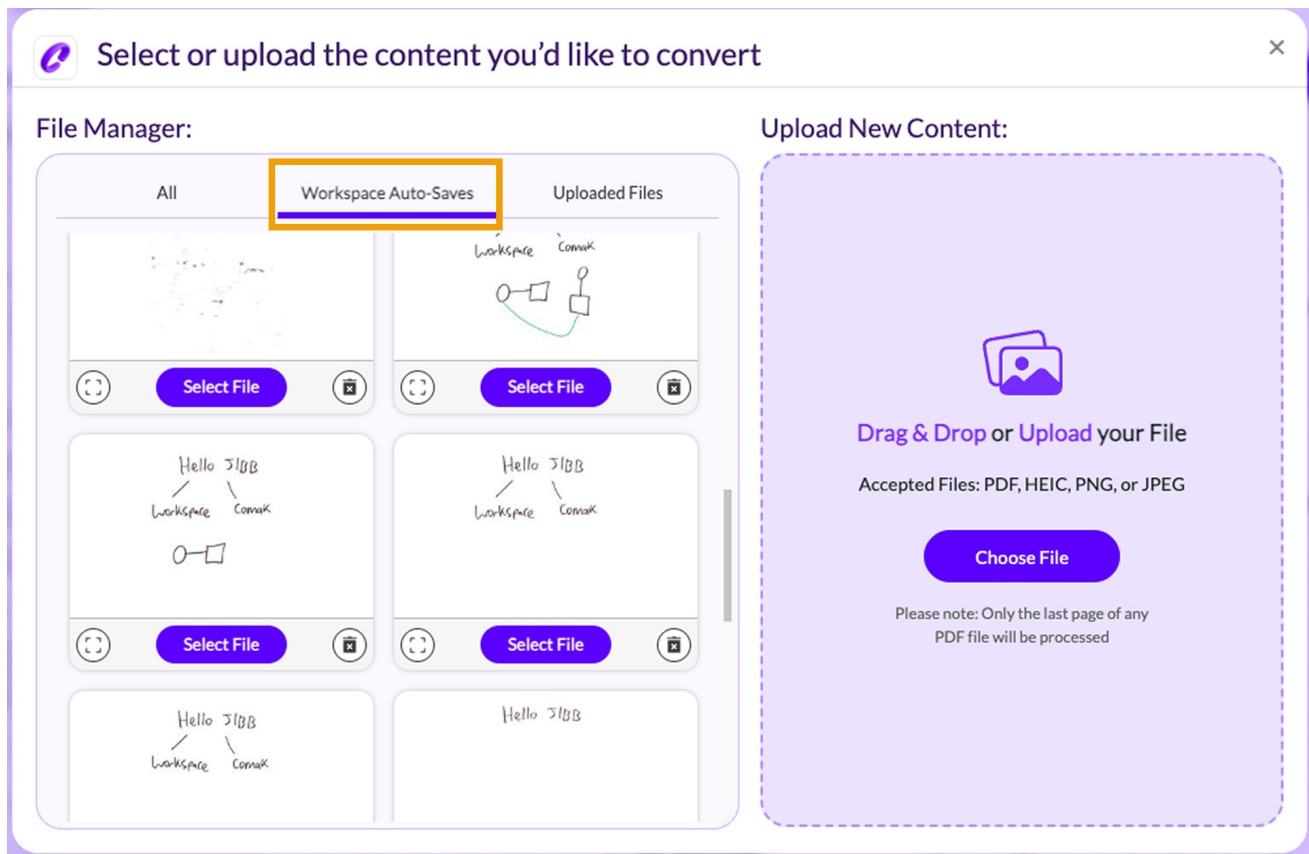 Select or upload the content you’d like to convert
File Manager:
Upload New Content:
All
Workspace Auto-Saves
Uploaded Files
Workspace Comak
Select File
Select File
Hello JIBB
Workspace Comak
Select File
Hello JIBB
Workspace Comak
Select File
Hello JIBB
Workspace Comak
Hello JIBB
Drag & Drop or Upload your File
Accepted Files: PDF, HEIC, PNG, or JPEG
Choose File
Please note: Only the last page of any
PDF file will be processed